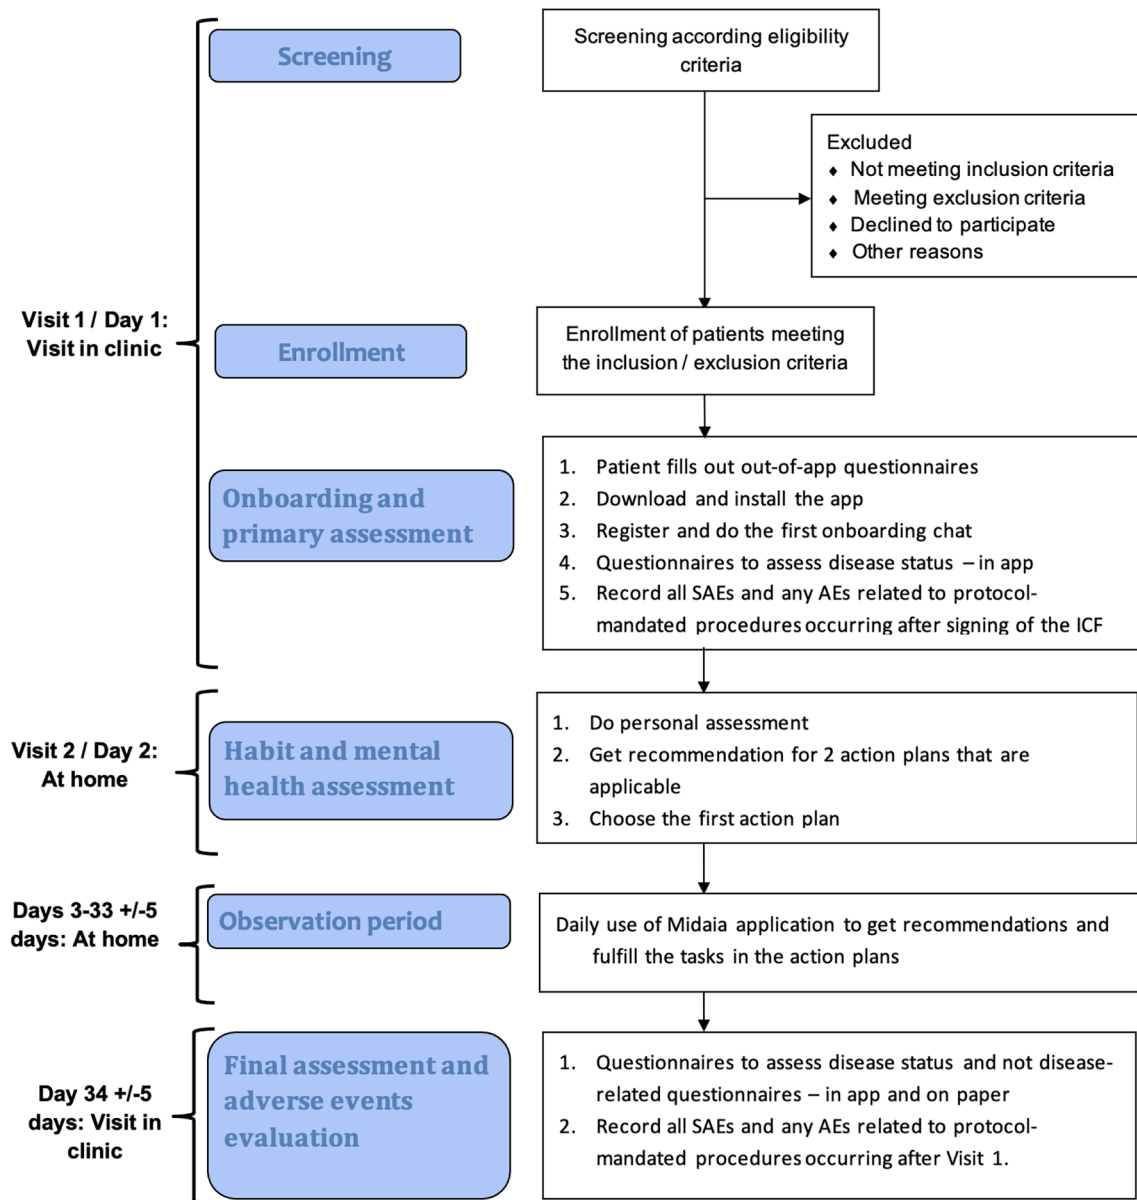 Screening
Screening according eligibility
criteria
Excluded
♦ Not meeting inclusion criteria
♦ Meeting exclusion criteria
♦ Declined to participate
♦ Other reasons
Visit 1 / Day 1:
Visit in clinic
Enrollment
Enrollment of patients meeting
the inclusion / exclusion criteria
Onboarding and
primary assessment
1. Patient fills out out-of-app questionnaires
2. Download and install the app
3. Register and do the first onboarding chat
4. Questionnaires to assess disease status – in app
5. Record all SAEs and any AEs related to protocol-
mandated procedures occurring after signing of the ICF
Visit 2 / Day 2:
At home
Habit and mental
health assessment
1. Do personal assessment
2. Get recommendation for 2 action plans that are
applicable
3. Choose the first action plan
Days 3-33 +/-5
days: At home
Observation period
Daily use of Midaia application to get recommendations and
fulfill the tasks in the action plans
Day 34 +/-5
days: Visit in
clinic
Final assessment and
adverse events
evaluation
1. Questionnaires to assess disease status and not disease-
related questionnaires – in app and on paper
2. Record all SAEs and any AEs related to protocol-
mandated procedures occurring after Visit 1.